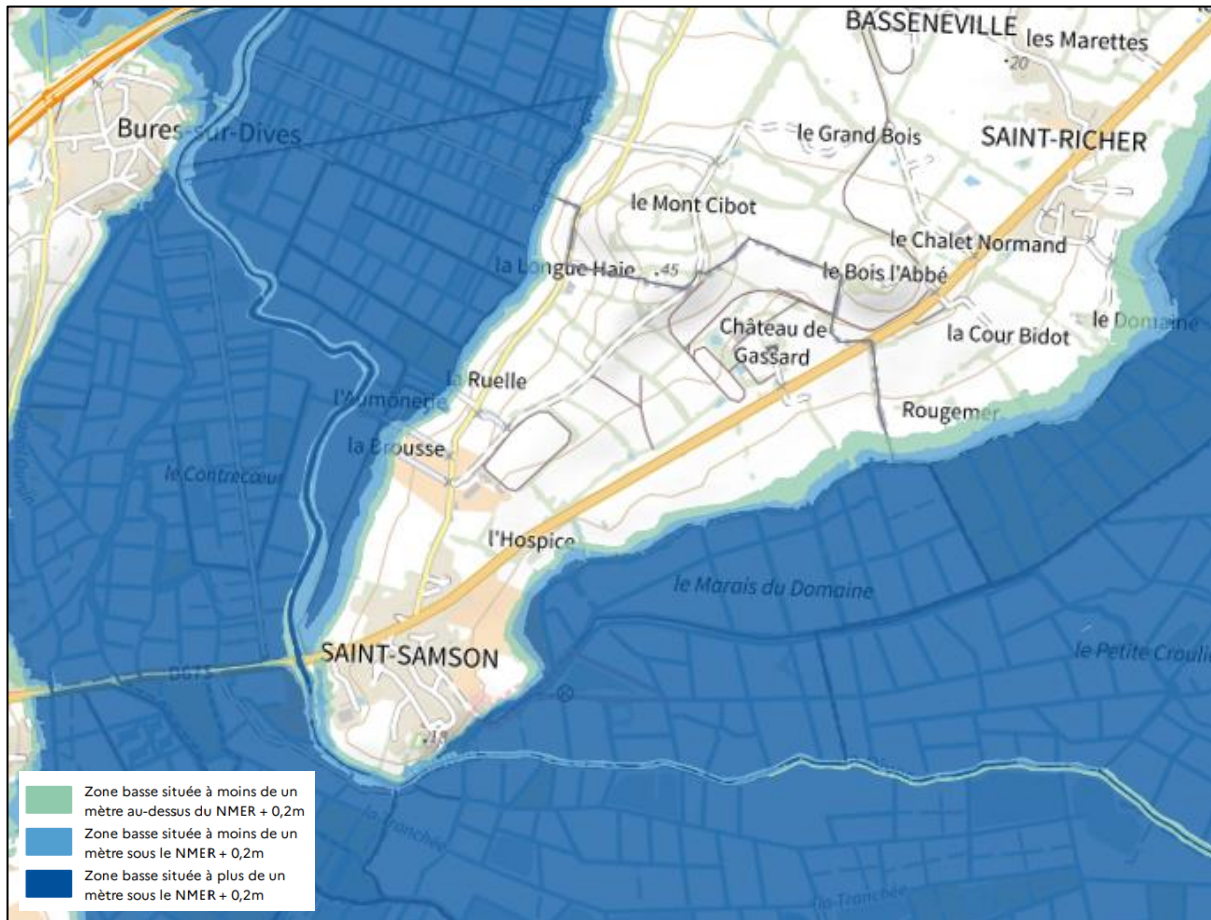 BASSENEVILLE
les Marettes
20
Bures-sur-Dives
le Grand Bois
SAINT-RICHER
le Mont Cibot
le Chalet Normand
la Longue Haie
45
le Bois l'Abbé
le Domaine
Château de
Gassard
la Cour Bidot
la Ruelle
l'Aumônerie
Rougemer
la Brousse
le Contrecœur
l'Hospice
le Marais du Domaine
SAINT-SAMSON
le Petite Croulie
D675
13
la Tranchée
la Tranchée
Zone basse située à moins de un
mètre au-dessus du NMER + 0,2m
Zone basse située à moins de un
mètre sous le NMER + 0,2m
Zone basse située à plus de un
mètre sous le NMER + 0,2m